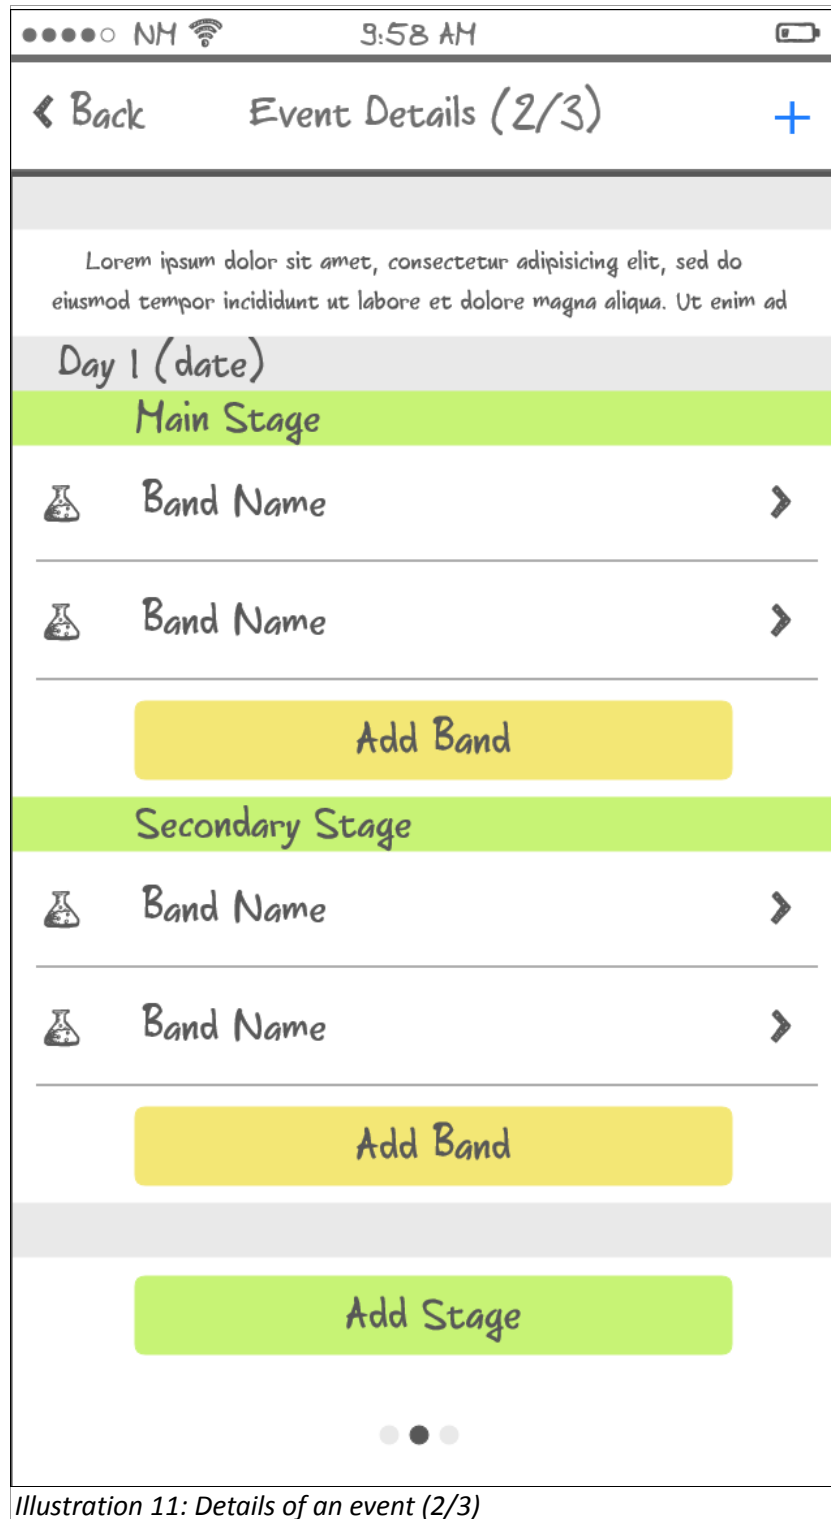 NM 9:58 AM
Back Event Details (2/3) +
Lorem ipsum dolor sit amet, consectetur adipisicing elit, sed do
eiusmod tempor incididunt ut labore et dolore magna aliqua. Ut enim ad
Day 1 (date)
Main Stage
Band Name
Band Name
Add Band
Secondary Stage
Band Name
Band Name
Add Band
Add Stage
Illustration 11: Details of an event (2/3)